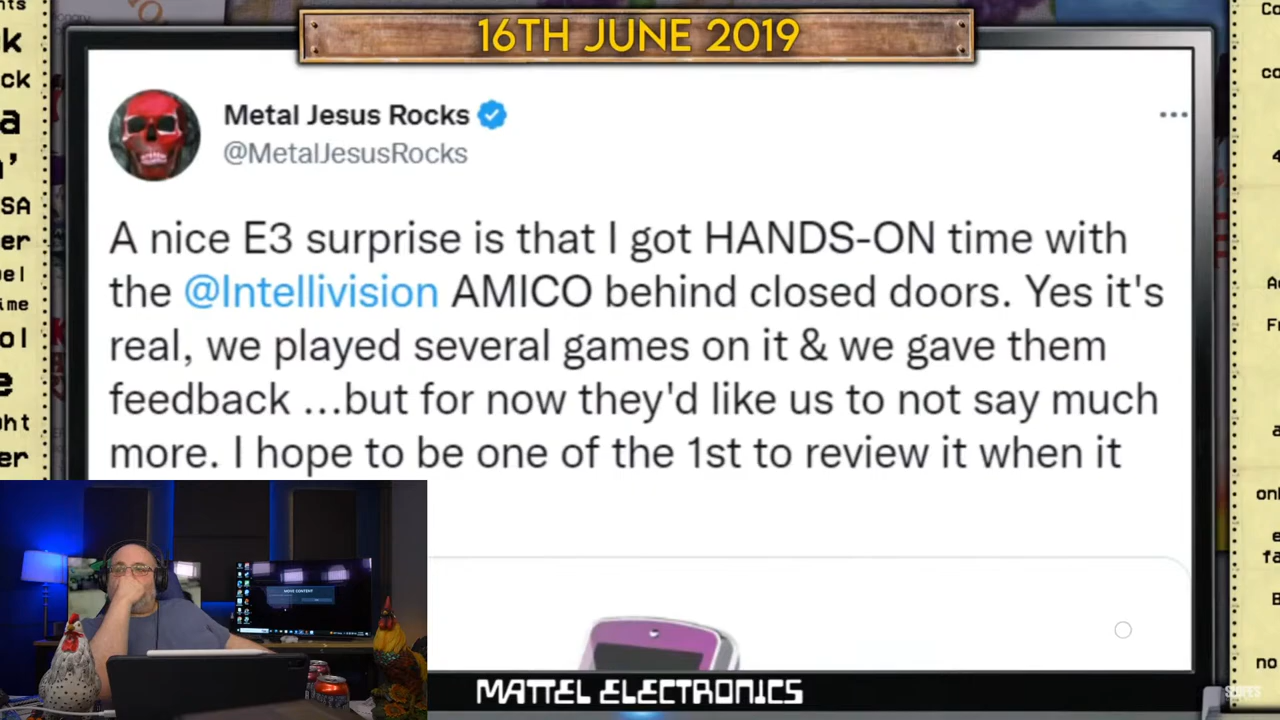 16TH JUNE 2019
Metal Jesus Rocks
@MetalJesusRocks
A nice E3 surprise is that I got HANDS-ON time with
the @Intellivision AMICO behind closed doors. Yes it's
real, we played several games on it & we gave them
feedback ...but for now they'd like us to not say much
more. I hope to be one of the 1st to review it when it
MOVE CONTENT
MATTEL ELECTRONICS